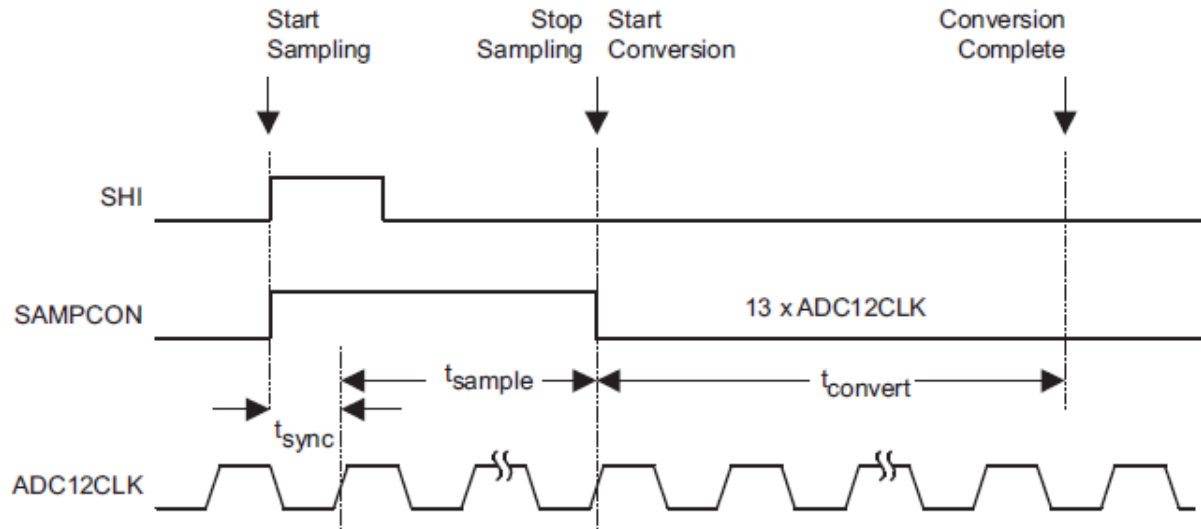 Start
Sampling
Stop
Sampling
Start
Conversion
Conversion
Complete
SHI
SAMPCON
13 x ADC12CLK
tsample
tconvert
tsync
ADC12CLK